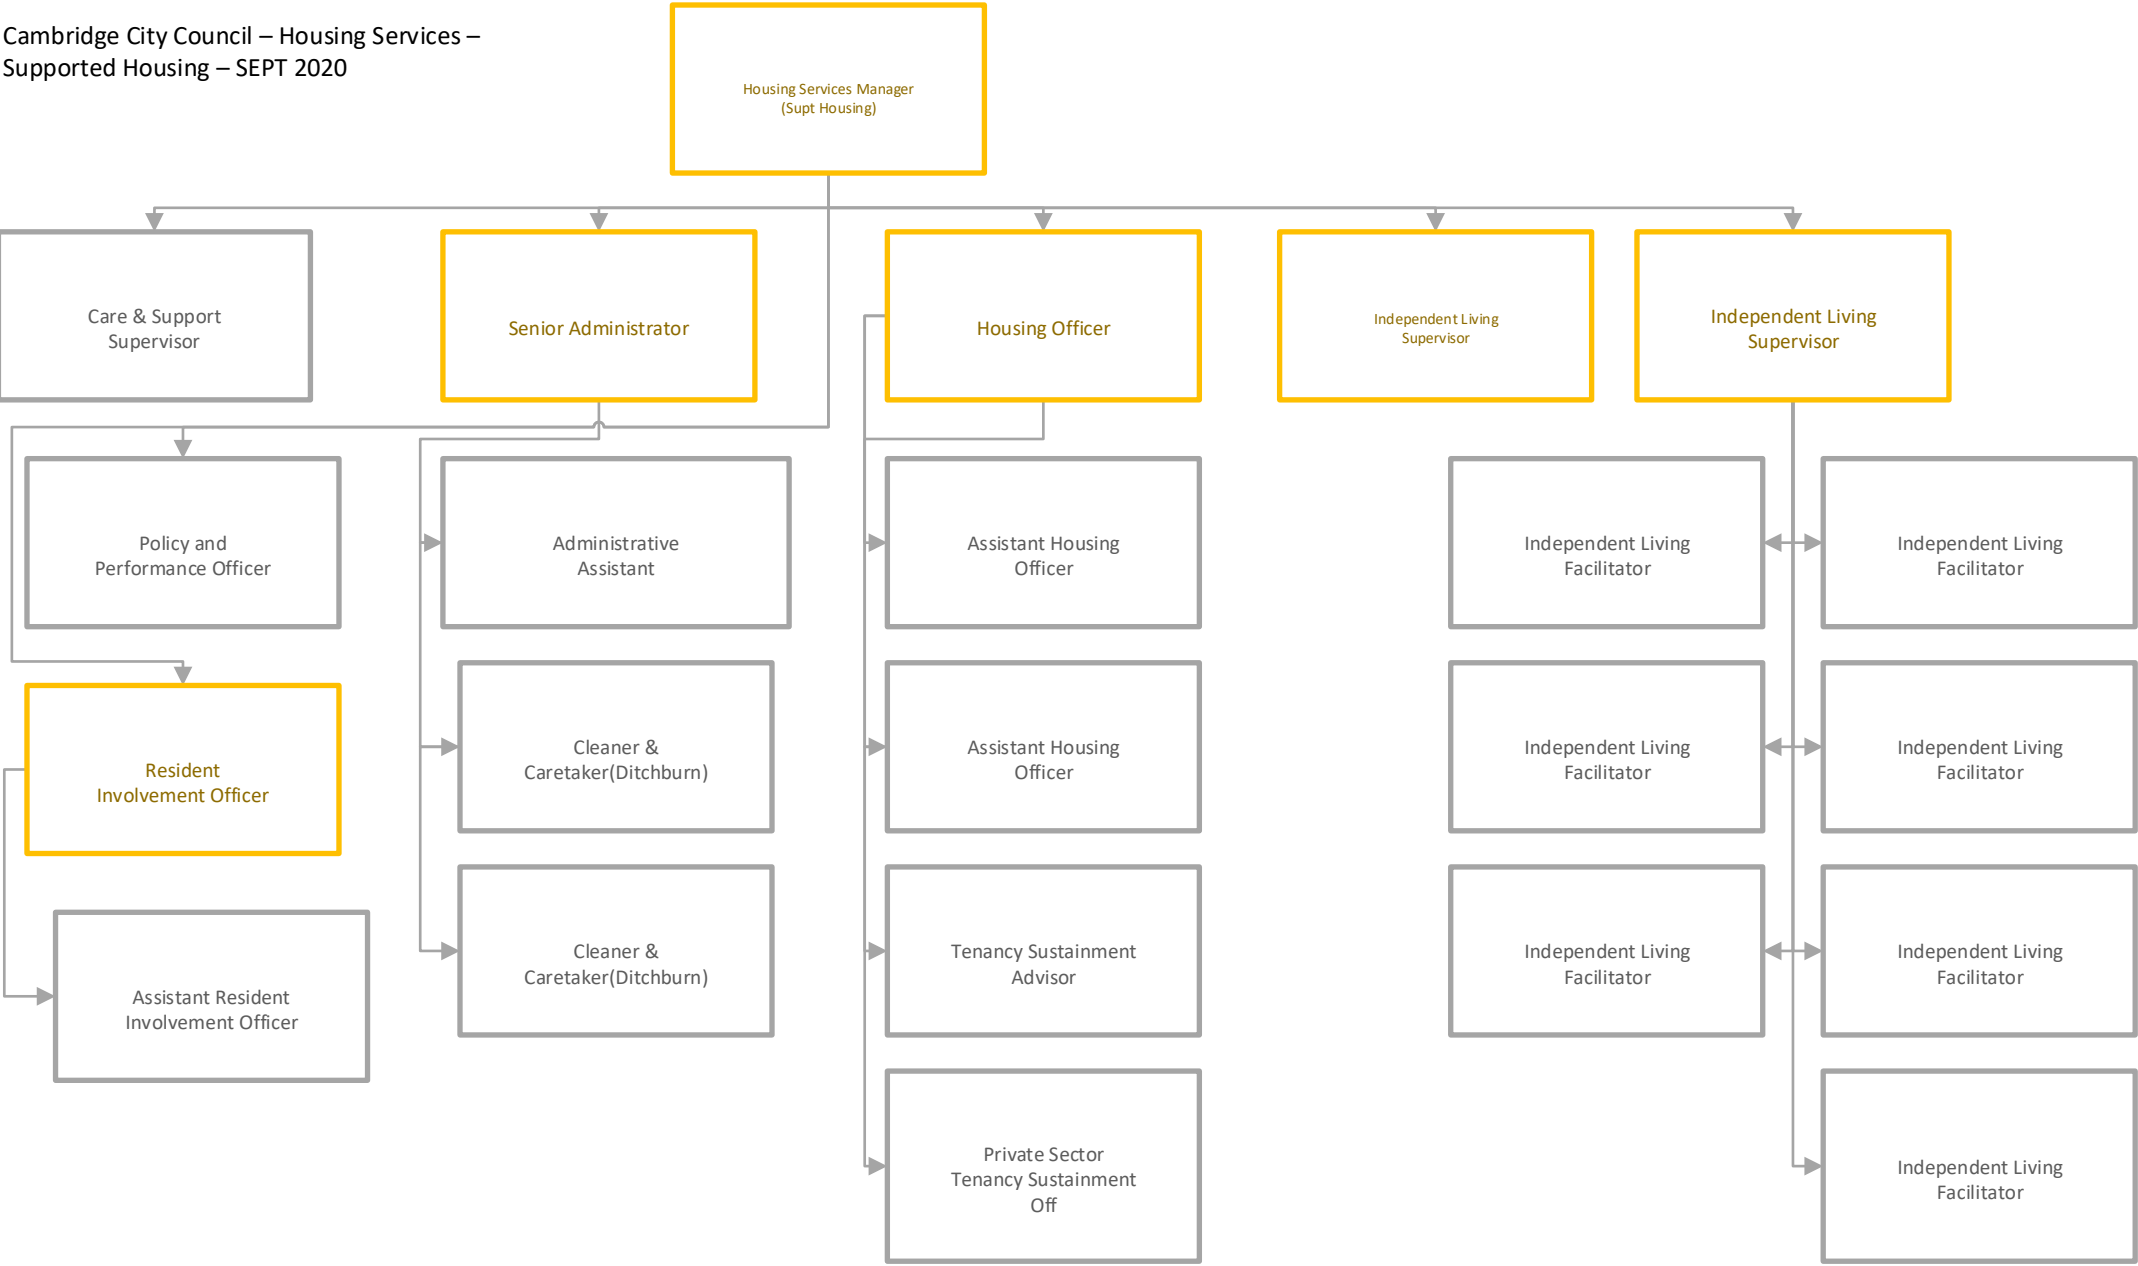 Cambridge City Council – Housing Services –
Supported Housing – SEPT 2020
Housing Services Manager
(Supt Housing)
Care & Support
Supervisor
Senior Administrator
Housing Officer
Independent Living
Supervisor
Independent Living
Supervisor
Policy and
Performance Officer
Administrative
Assistant
Assistant Housing
Officer
Independent Living
Facilitator
Independent Living
Facilitator
Resident
Involvement Officer
Cleaner &
Caretaker(Ditchburn)
Assistant Housing
Officer
Independent Living
Facilitator
Independent Living
Facilitator
Assistant Resident
Involvement Officer
Cleaner &
Caretaker(Ditchburn)
Tenancy Sustainment
Advisor
Independent Living
Facilitator
Independent Living
Facilitator
Private Sector
Tenancy Sustainment
Off
Independent Living
Facilitator